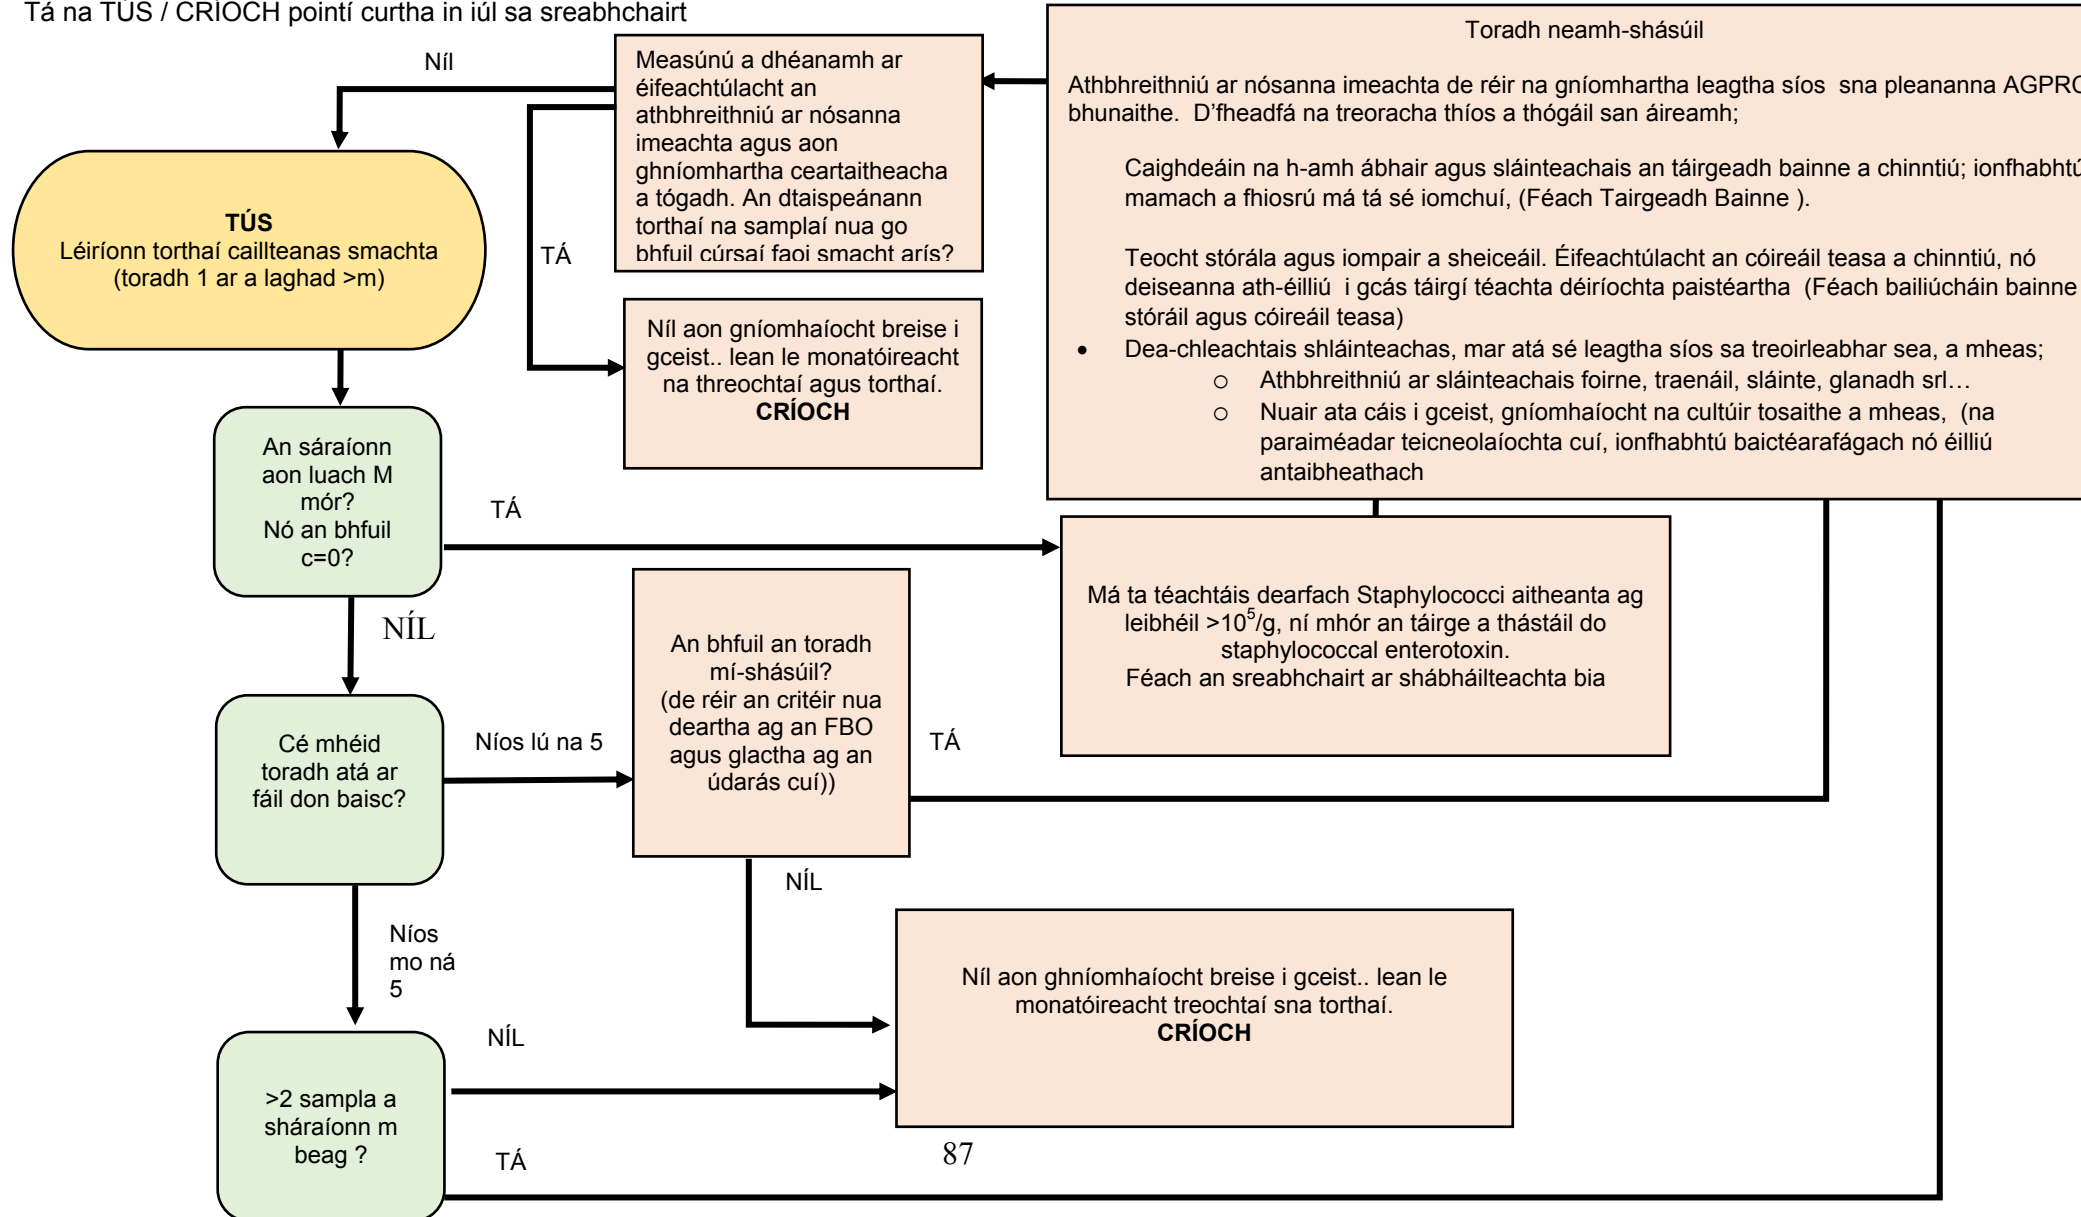 Tá na TÚS / CRÍOCH pointí curtha in iúl sa sreabhchairt
Níl
Measúnú a dhéanamh ar
éifeachtúlacht an
athbhreithniú ar nósanna
imeachta agus aon
ghníomhartha ceartaitheacha
a tógadh. An dtaispeánann
torthaí na samplaí nua go
bhfuil cúrsaí faoi smacht arís?
Toradh neamh-shásúil
Athbhreithniú ar nósanna imeachta de réir na gníomhartha leagtha síos sna pleananna
bhunaithe. D'fheadfá na treoracha thíos a thógáil san áireamh;
Caighdeáin na h-amh ábhair agus sláinteachais an táirgeadh bainne a chinntiú;
mamach a fhiosrú má tá sé iomchuí, (Féach Tairgeadh Bainne ).
Teocht stórála agus iompair a sheiceáil. Éifeachtúlacht an cóireáil teasa a chinntiú, nó
deiseanna ath-éilliú i gcás táirgí téachta déiríochta paistéartha (Féach bailiúcháin bainne
stóráil agus cóireáil teasa)
• Dea-chleachtais shláinteachas, mar atá sé leagtha síos sa treoirleabhar sea, a mheas;
o Athbhreithniú ar sláinteachais foirne, traenáil, sláinte, glanadh srl…
o Nuair ata cáis i gceist, gníomhaíocht na cultúir tosaithe a mheas, (na
paraiméadar teicneolaíochta cuí, ionfhabhtú baictéarafágach nó éilliú
antaibheathach
TÚS
Léiríonn torthaí caillteanas smachta
(toradh 1 ar a laghad >m)
TÁ
Níl aon gníomhaíocht breise i
gceist.. lean le monatóireacht
na threochtaí agus torthaí.
CRÍOCH
An sáraíonn
aon luach M
mór?
Nó an bhfuil
c=0?
TÁ
Má ta téachtáis dearfach Staphylococci aitheanta ag
leibhéil >10⁵/g, ní mhór an táirge a thástáil do
staphylococcal enterotoxin.
Féach an sreabhchairt ar shábháilteachta bia
NÍL
Cé mhéid
toradh atá ar
fáil don baisc?
Níos lú na 5
An bhfuil an toradh
mí-shásúil?
(de réir an critéir nua
deartha ag an FBO
agus glactha ag an
údarás cuí))
TÁ
NÍL
Níos
mo ná
5
Níl aon ghníomhaíocht breise i gceist.. lean le
monatóireacht treochtaí sna torthaí.
CRÍOCH
NÍL
>2 sampla a
sháraíonn m
beag ?
TÁ
87